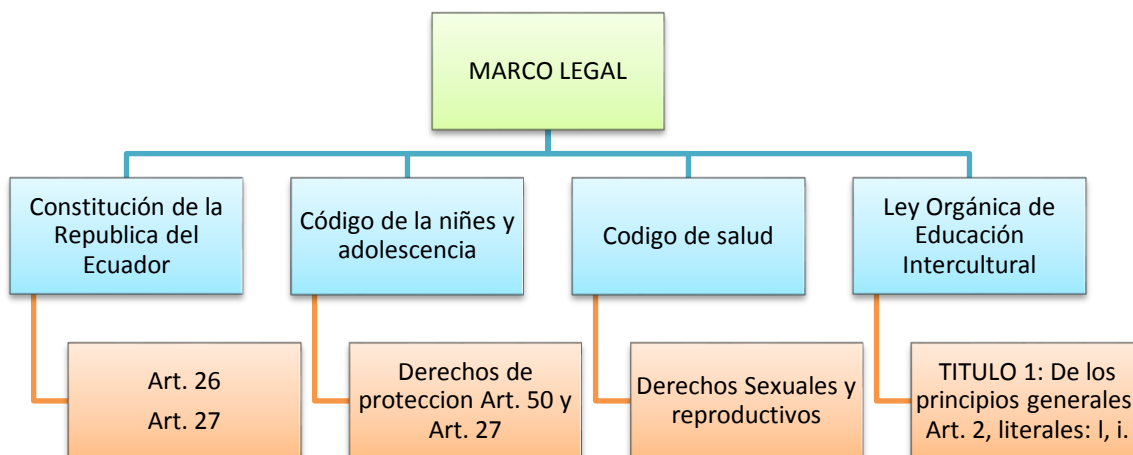 MARCO LEGAL
Constitución de la
Republica del
Ecuador
Código de la niñes y
adolescencia
Codigo de salud
Ley Orgánica de
Educación
Intercultural
Art. 26
Art. 27
Derechos de
proteccion Art. 50 y
Art. 27
Derechos Sexuales y
reproductivos
TITULO 1: De los
principios generales
Art. 2, literales: l, i.